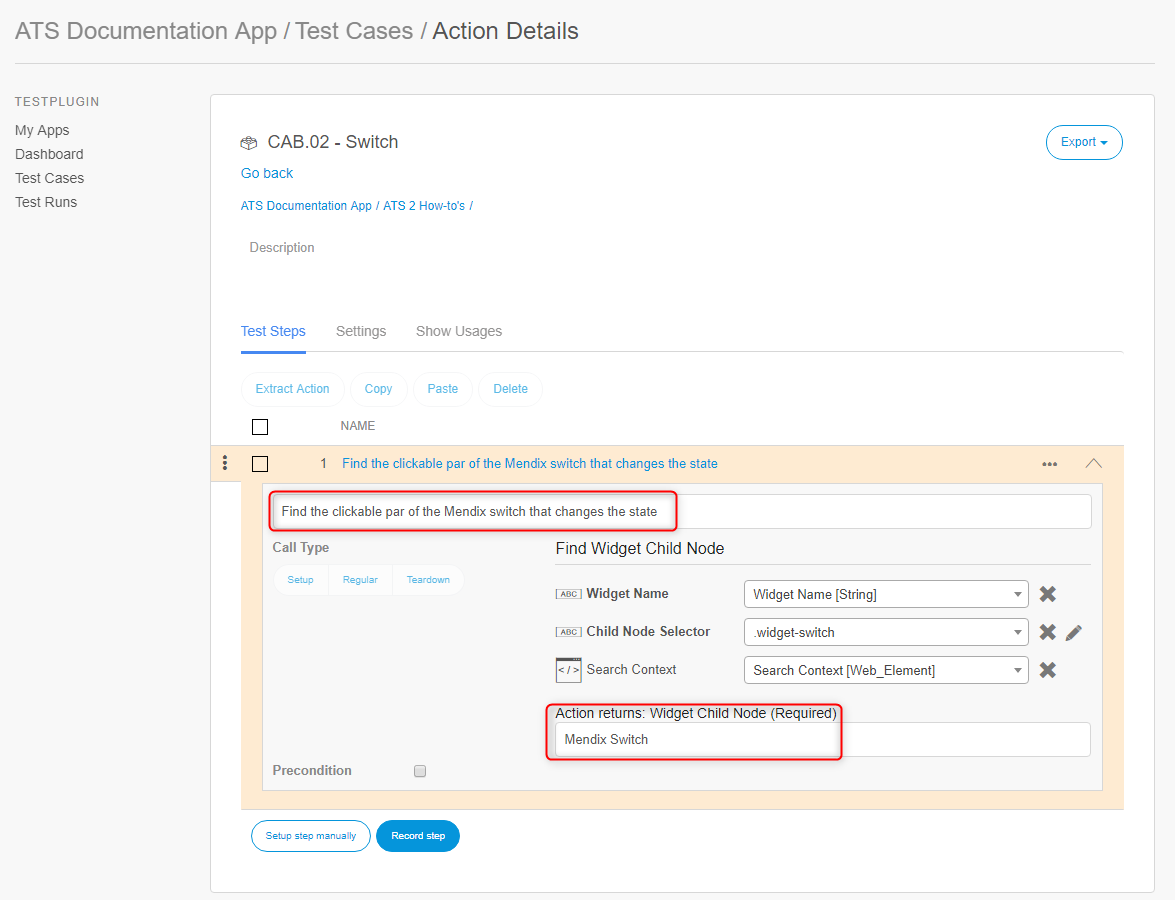 ATS Documentation App / Test Cases / Action Details
TESTPLUGIN
My Apps
Dashboard
Test Cases
Test Runs
CAB.02 - Switch
Export
Go back
ATS Documentation App / ATS 2 How-to's /
Description
Test Steps Settings Show Usages
Extract Action Copy Paste Delete
NAME
1 Find the clickable par of the Mendix switch that changes the state
Find the clickable par of the Mendix switch that changes the state
Call Type
Setup Regular Teardown
Find Widget Child Node
ABC Widget Name Widget Name [String]
ABC Child Node Selector .widget-switch
</> Search Context Search Context [Web_Element]
Action returns: Widget Child Node (Required)
Mendix Switch
Precondition
Setup step manually Record step